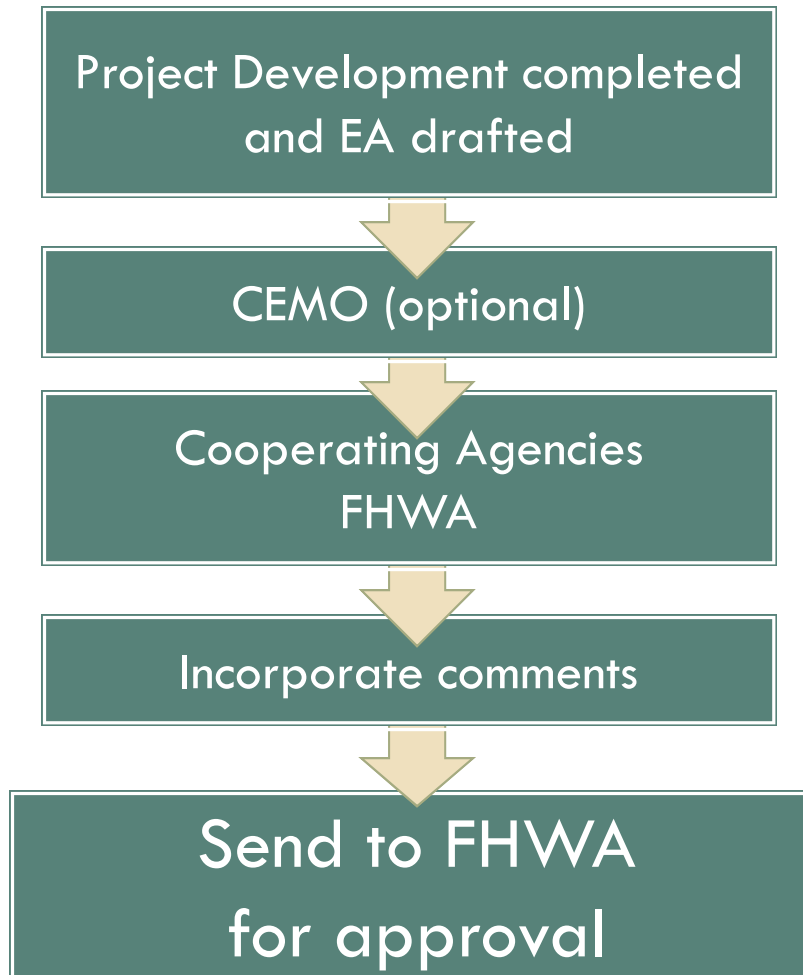 Project Development completed
and EA drafted
CEMO (optional)
Cooperating Agencies
FHWA
Incorporate comments
Send to FHWA
for approval